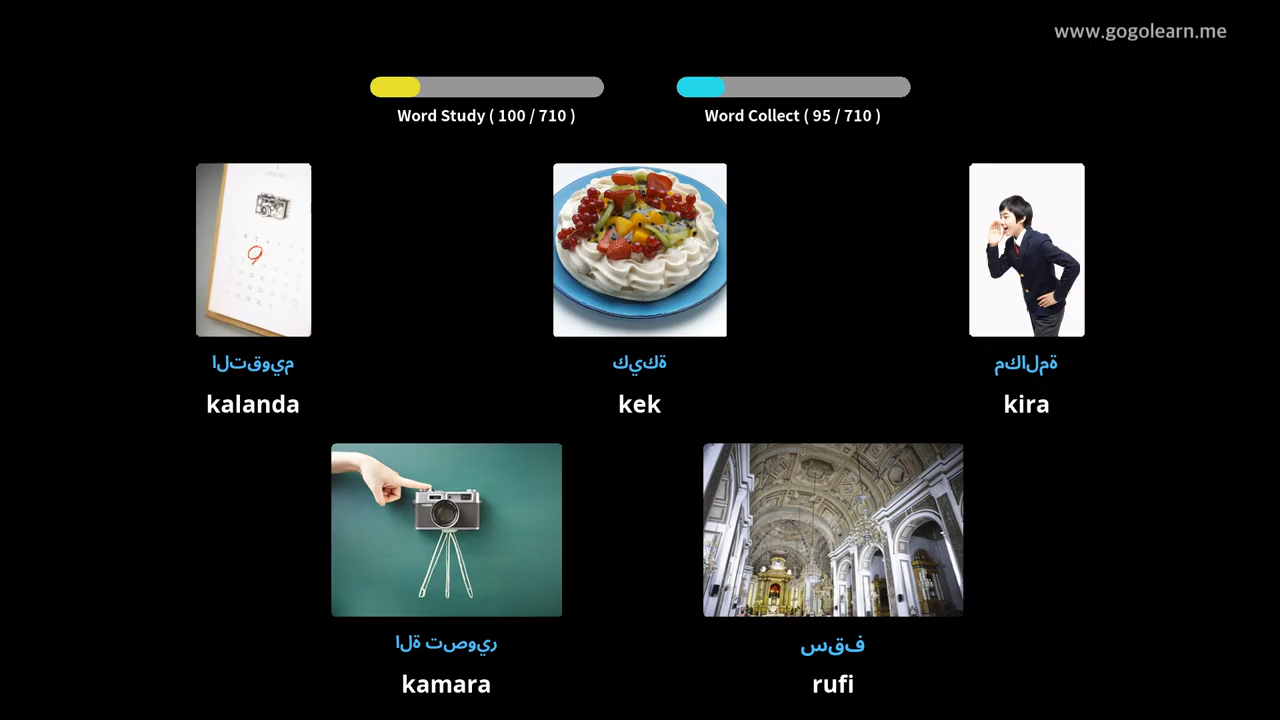 www.gogolearn.me
Word Study ( 100 / 710 )
Word Collect ( 95 / 710 )
التقويم
كيكة
مكالمة
kalanda
kek
kira
الة تصوير
سقف
kamara
rufi